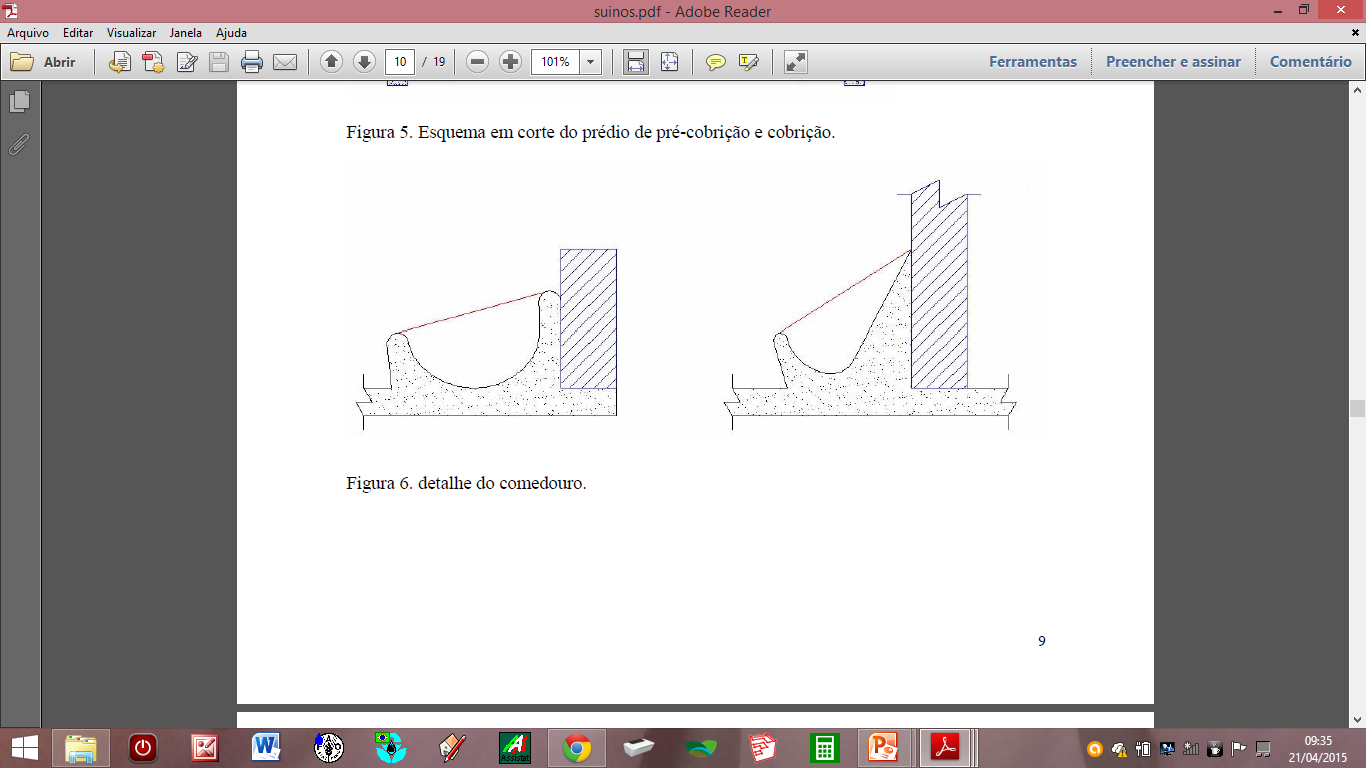 suinos.pdf - Adobe Reader
Arquivo Editar Visualizar Janela Ajuda
Abrir 10 / 19 101% Ferramentas Preencher e assinar Comentário
Figura 5. Esquema em corte do prédio de pré-cobrição e cobrição.
Figura 6. detalhe do comedouro.
9
09:35
21/04/2015